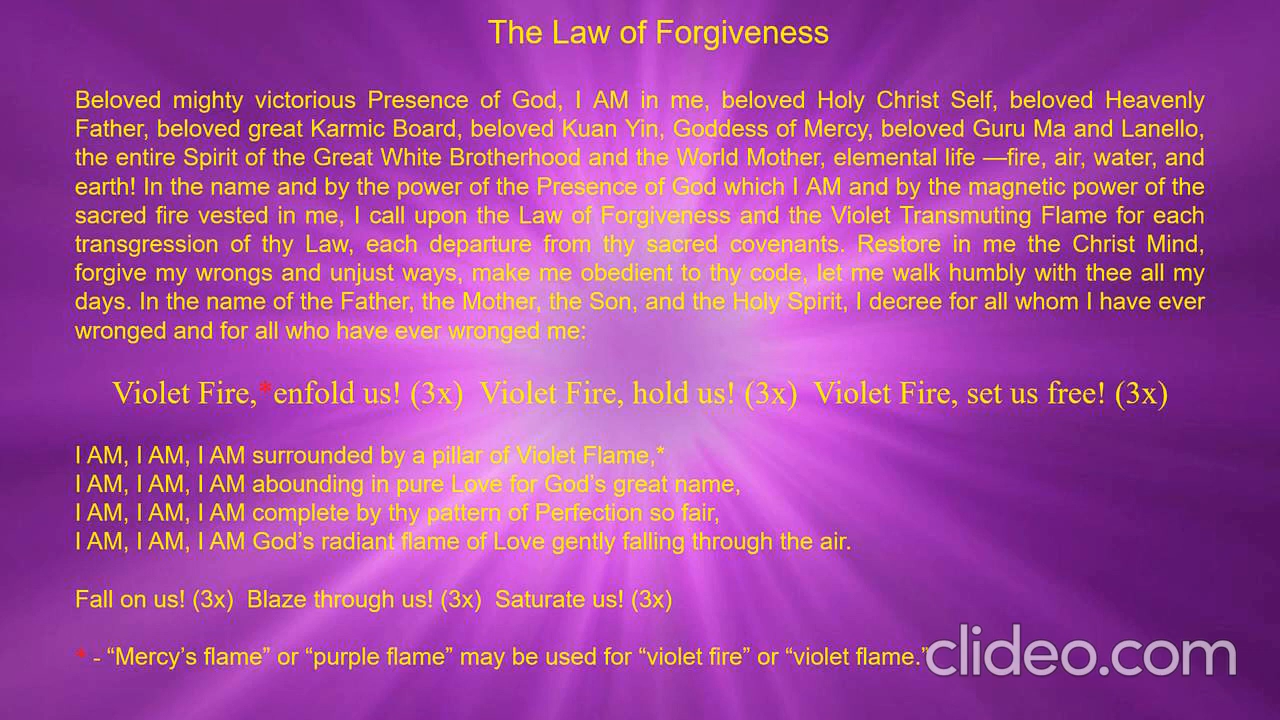 The Law of Forgiveness
Beloved mighty victorious Presence of God, I AM in me, beloved Holy Christ Self, beloved Heavenly
Father, beloved great Karmic Board, beloved Kuan Yin, Goddess of Mercy, beloved Guru Ma and Lanello,
the entire Spirit of the Great White Brotherhood and the World Mother, elemental life —fire, air, water, and
earth! In the name and by the power of the Presence of God which I AM and by the magnetic power of the
sacred fire vested in me, I call upon the Law of Forgiveness and the Violet Transmuting Flame for each
transgression of thy Law, each departure from thy sacred covenants. Restore in me the Christ Mind,
forgive my wrongs and unjust ways, make me obedient to thy code, let me walk humbly with thee all my
days. In the name of the Father, the Mother, the Son, and the Holy Spirit, I decree for all whom I have ever
wronged and for all who have ever wronged me:
Violet Fire,*enfold us! (3x)  Violet Fire, hold us! (3x)  Violet Fire, set us free! (3x)
I AM, I AM, I AM surrounded by a pillar of Violet Flame,*
I AM, I AM, I AM abounding in pure Love for God’s great name,
I AM, I AM, I AM complete by thy pattern of Perfection so fair,
I AM, I AM, I AM God’s radiant flame of Love gently falling through the air.
Fall on us! (3x)  Blaze through us! (3x)  Saturate us! (3x)
* - “Mercy’s flame” or “purple flame” may be used for “violet fire” or “violet flame.”
clideo.com